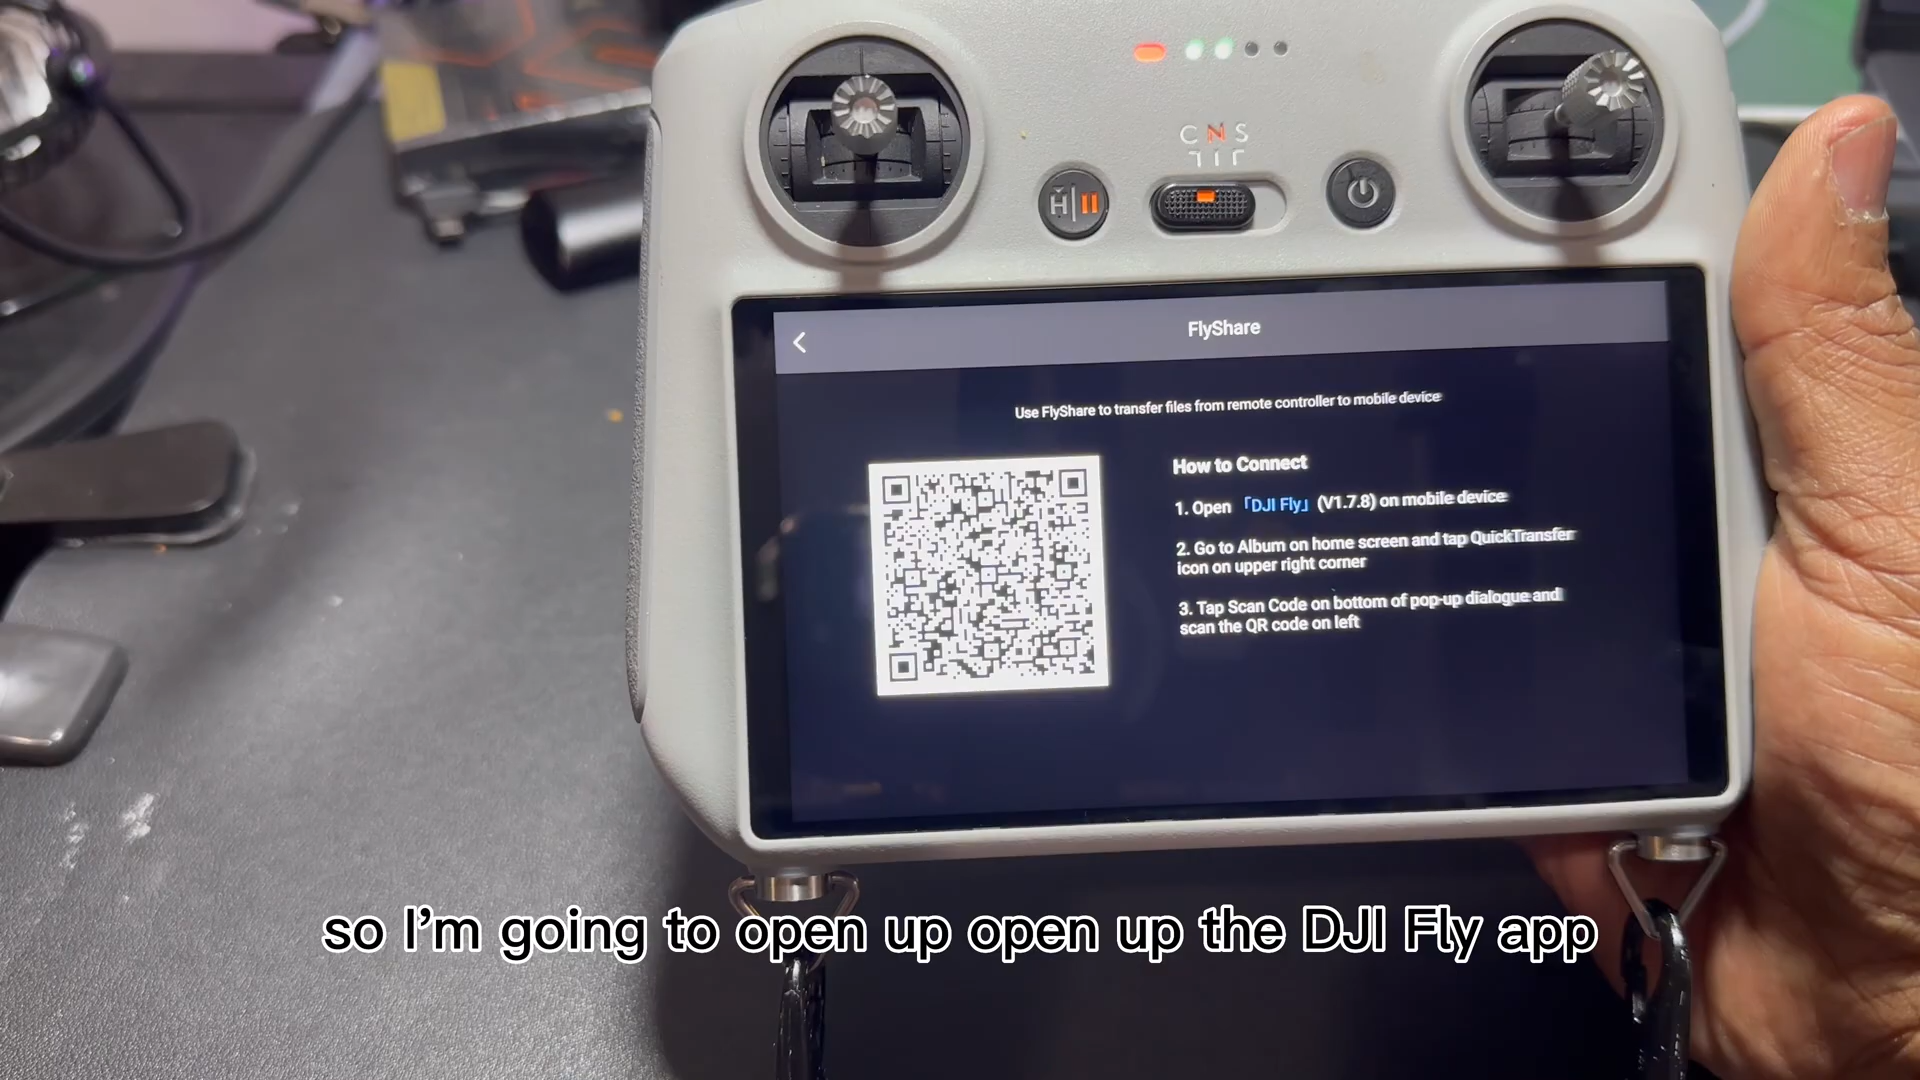 C N S
H
FlyShare
Use FlyShare to transfer files from remote controller to mobile device
How to Connect
1. Open 「DJI Fly」 (V1.7.8) on mobile device
2. Go to Album on home screen and tap QuickTransfer
icon on upper right corner
3. Tap Scan Code on bottom of pop-up dialogue and
scan the QR code on left
so I'm going to open up open up the DJI Fly app